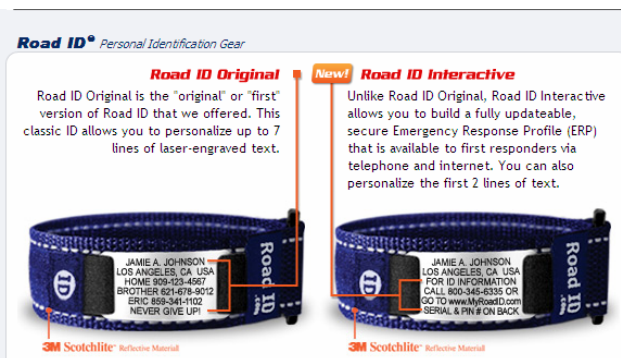 Road ID® Personal Identification Gear
Road ID Original
Road ID Original is the "original" or "first"
version of Road ID that we offered. This
classic ID allows you to personalize up to 7
lines of laser-engraved text.
New! Road ID Interactive
Unlike Road ID Original, Road ID Interactive
allows you to build a fully updateable,
secure Emergency Response Profile (ERP)
that is available to first responders via
telephone and internet. You can also
personalize the first 2 lines of text.
ID
JAMIE A. JOHNSON
LOS ANGELES, CA USA
HOME 909-123-4567
BROTHER 621-678-9012
ERIC 859-341-1102
NEVER GIVE UP!
Road ID
.com
3M Scotchlite™ Reflective Material
ID
JAMIE A. JOHNSON
LOS ANGELES, CA USA
FOR ID INFORMATION
CALL 800-345-6335 OR
GO TO www.MyRoadID.com
SERIAL & PIN # ON BACK
Road ID
.com
3M Scotchlite™ Reflective Material